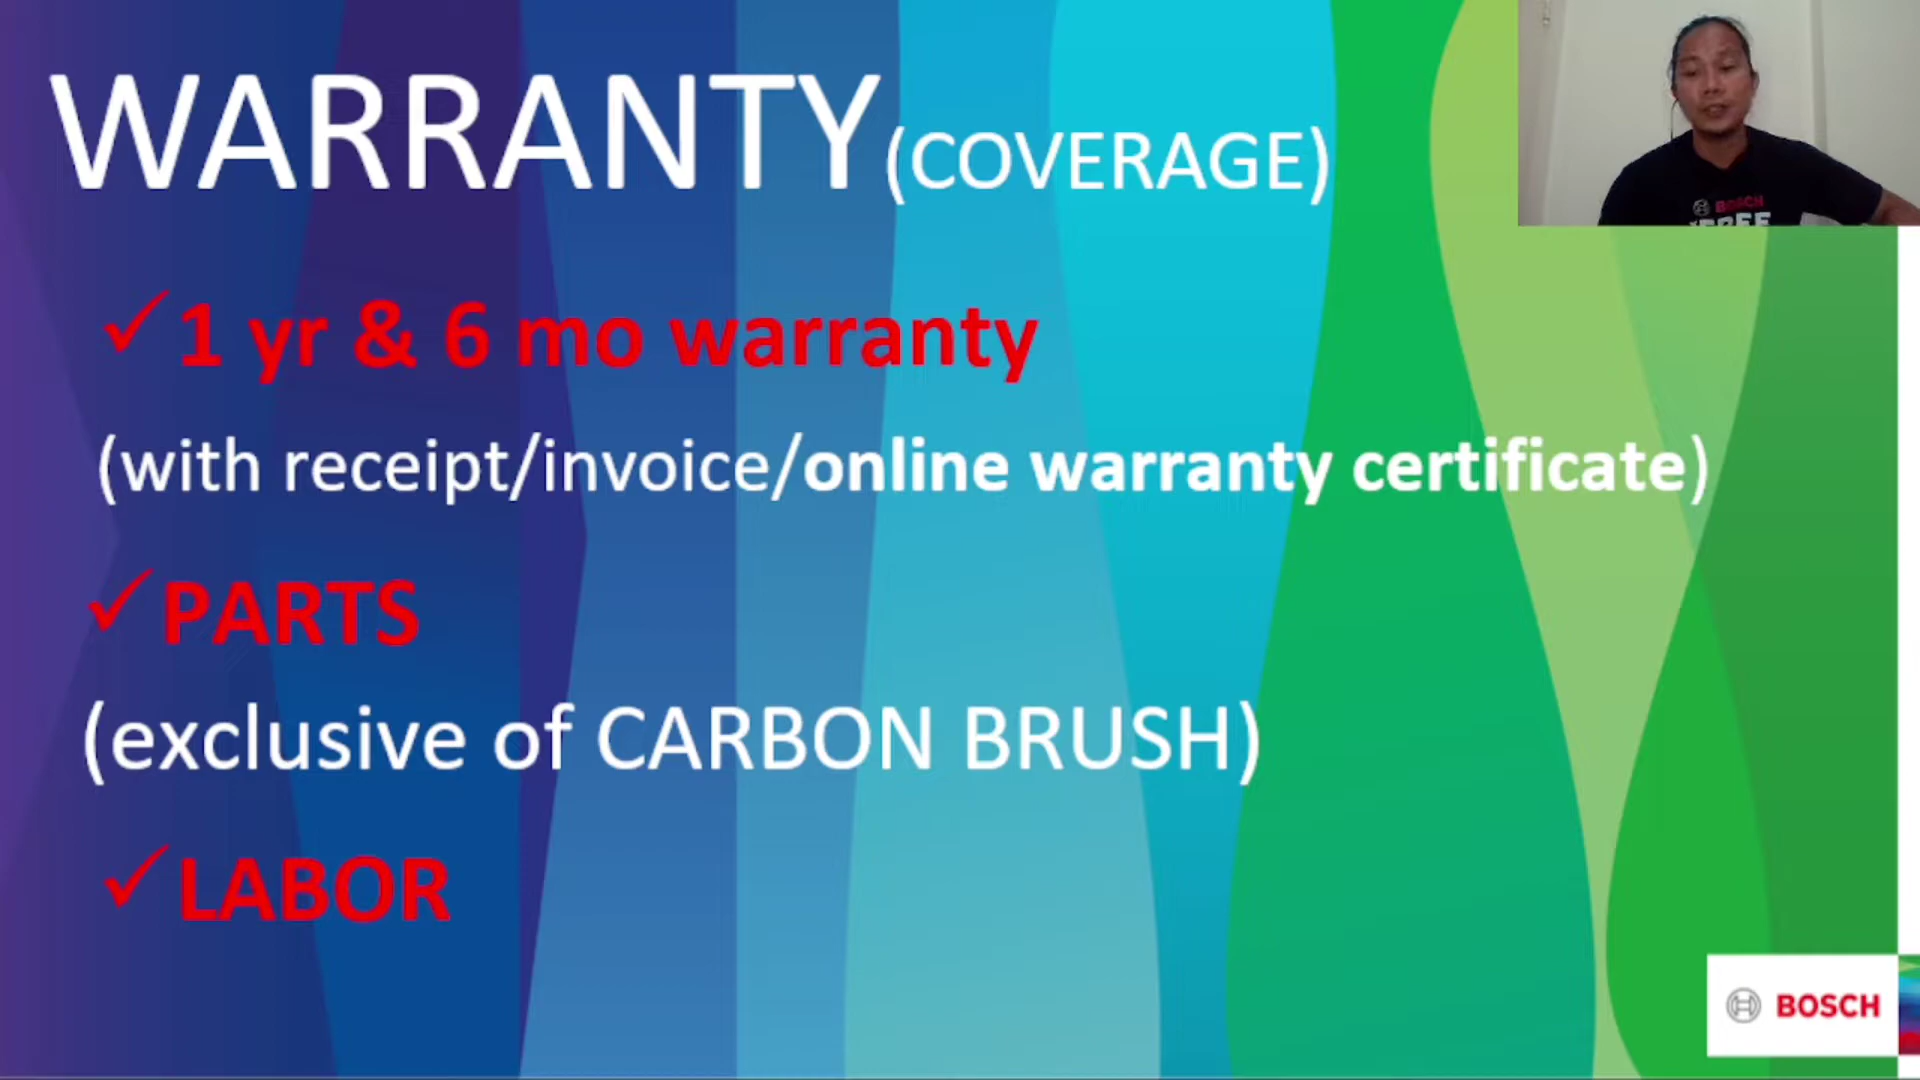 WARRANTY(COVERAGE)
✓1 yr & 6 mo warranty
(with receipt/invoice/online warranty certificate)
✓PARTS
(exclusive of CARBON BRUSH)
✓LABOR
BOSCH
BOSCH